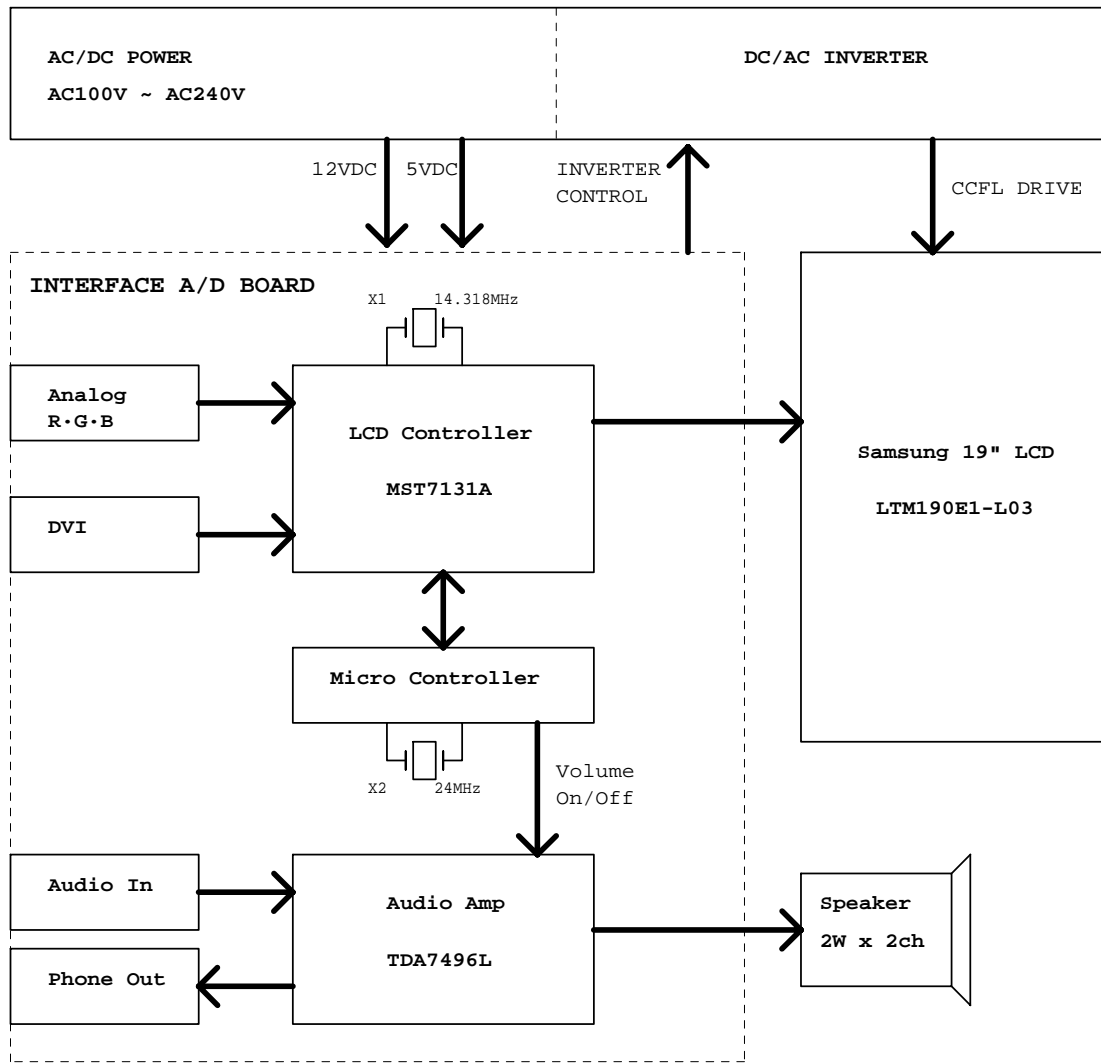 AC/DC POWER
AC100V ~ AC240V
DC/AC INVERTER
12VDC
5VDC
INVERTER
CONTROL
CCFL DRIVE
INTERFACE A/D BOARD
X1
14.318MHz
Analog
R·G·B
LCD Controller
MST7131A
Samsung 19" LCD
LTM190E1-L03
DVI
Micro Controller
X2
24MHz
Volume
On/Off
Audio In
Audio Amp
TDA7496L
Speaker
2W x 2ch
Phone Out